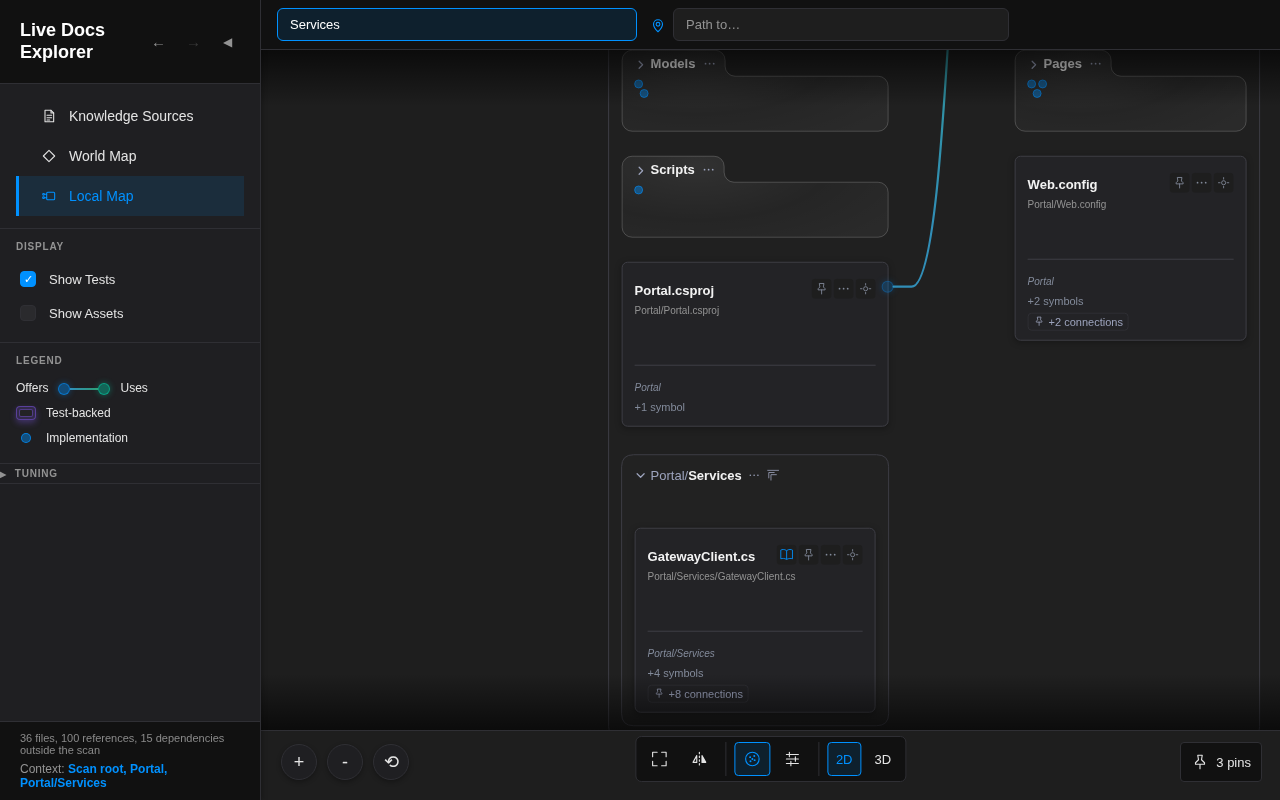 Live Docs
Explorer
Knowledge Sources
World Map
Local Map
DISPLAY
Show Tests
Show Assets
LEGEND
Offers
Uses
Test-backed
Implementation
TUNING
36 files, 100 references, 15 dependencies
outside the scan
Context: Scan root, Portal,
Portal/Services
Services
Path to…
Models
Scripts
Portal.csproj
Portal/Portal.csproj
Portal
+1 symbol
Portal/Services
GatewayClient.cs
Portal/Services/GatewayClient.cs
Portal/Services
+4 symbols
+8 connections
Pages
Web.config
Portal/Web.config
Portal
+2 symbols
+2 connections
+
-
2D
3D
3 pins